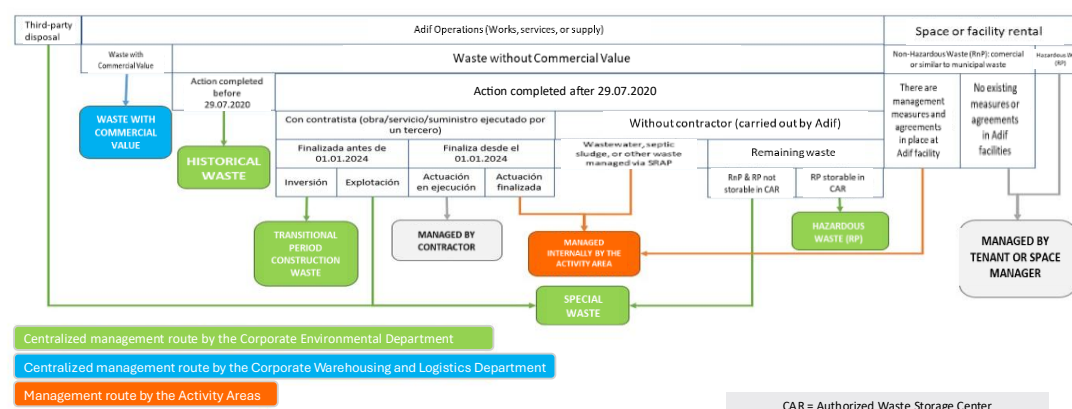 Third-party
disposal
Adif Operations (Works, services, or supply)
Space or facility rental
Waste with
Commercial Value
Waste without Commercial Value
Non-Hazardous Waste (RnP): comercial
or similar to municipal waste
Hazardous W
(RP)
Action completed
before
29.07.2020
Action completed after 29.07.2020
There are
management
measures and
agreements
in place at
Adif facility
No existing
measures or
agreements
in Adif
facilities
WASTE WITH
COMMERCIAL
VALUE
Con contratista (obra/servicio/suministro ejecutado por
un tercero)
Without contractor (carried out by Adif)
HISTORICAL
WASTE
Finalizada antes de
01.01.2024
Finaliza desde el
01.01.2024
Wastewater, septic
sludge, or other waste
managed via SRAP
Remaining waste
Inversión
Explotación
Actuación
en ejecución
Actuación
finalizada
RnP & RP not
storable in CAR
RP storable in
CAR
TRANSITIONAL
PERIOD
CONSTRUCTION
WASTE
MANAGED BY
CONTRACTOR
MANAGED
INTERNALLY BY THE
ACTIVITY AREA
HAZARDOUS
WASTE (RP)
MANAGED BY
TENANT OR SPACE
MANAGER
SPECIAL
WASTE
Centralized management route by the Corporate Environmental Department
Centralized management route by the Corporate Warehousing and Logistics Department
Management route by the Activity Areas
CAR = Authorized Waste Storage Center